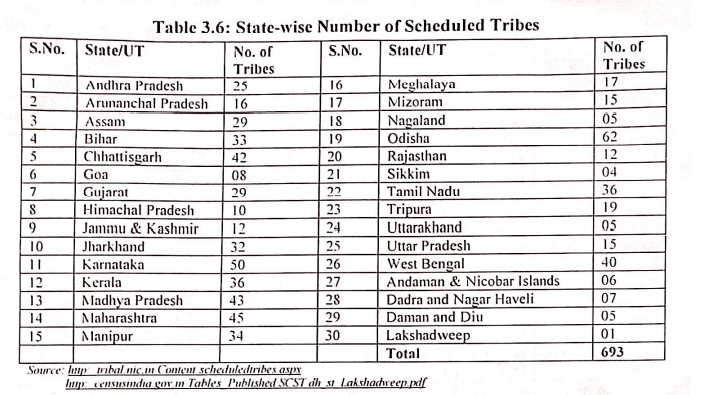 Table 3.6: State-wise Number of Scheduled Tribes
S.No. State/UT No. of Tribes S.No. State/UT No. of Tribes
1 Andhra Pradesh 25 16 Meghalaya 17
2 Arunanchal Pradesh 16 17 Mizoram 15
3 Assam 29 18 Nagaland 05
4 Bihar 33 19 Odisha 62
5 Chhattisgarh 42 20 Rajasthan 12
6 Goa 08 21 Sikkim 04
7 Gujarat 29 22 Tamil Nadu 36
8 Himachal Pradesh 10 23 Tripura 19
9 Jammu & Kashmir 12 24 Uttarakhand 05
10 Jharkhand 32 25 Uttar Pradesh 15
11 Karnataka 50 26 West Bengal 40
12 Kerala 36 27 Andaman & Nicobar Islands 06
13 Madhya Pradesh 43 28 Dadra and Nagar Haveli 07
14 Maharashtra 45 29 Daman and Diu 05
15 Manipur 34 30 Lakshadweep 01
Total 693
Source: http: tribal.nic.in Content scheduledtribes.aspx
http: censusindia.gov.in Tables_Published SCST dh_st_Lakshadweep.pdf